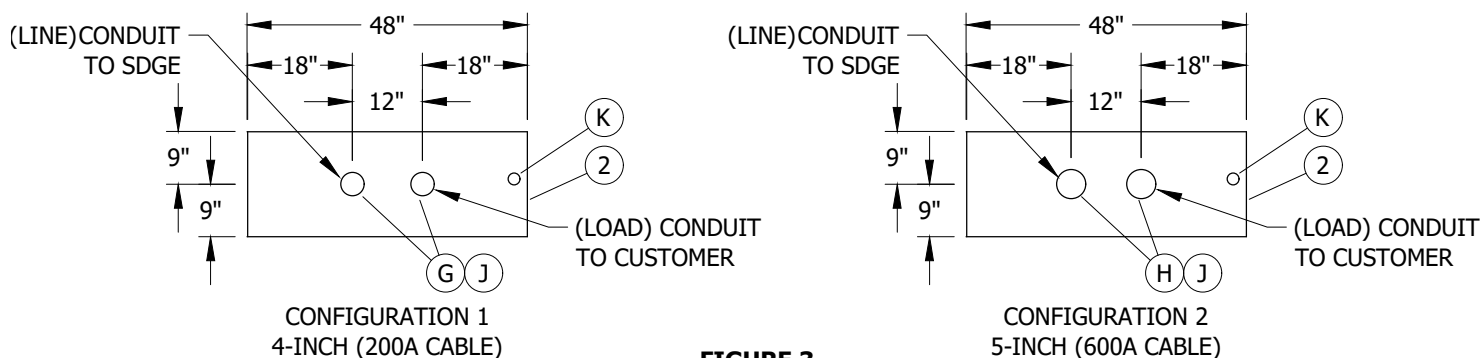 48"
(LINE)CONDUIT
TO SDGE
18"
18"
12"
K
9"
2
9"
(LOAD) CONDUIT
TO CUSTOMER
G
J
CONFIGURATION 1
4-INCH (200A CABLE)
48"
(LINE)CONDUIT
TO SDGE
18"
18"
12"
K
9"
2
9"
(LOAD) CONDUIT
TO CUSTOMER
H
J
CONFIGURATION 2
5-INCH (600A CABLE)
FIGURE